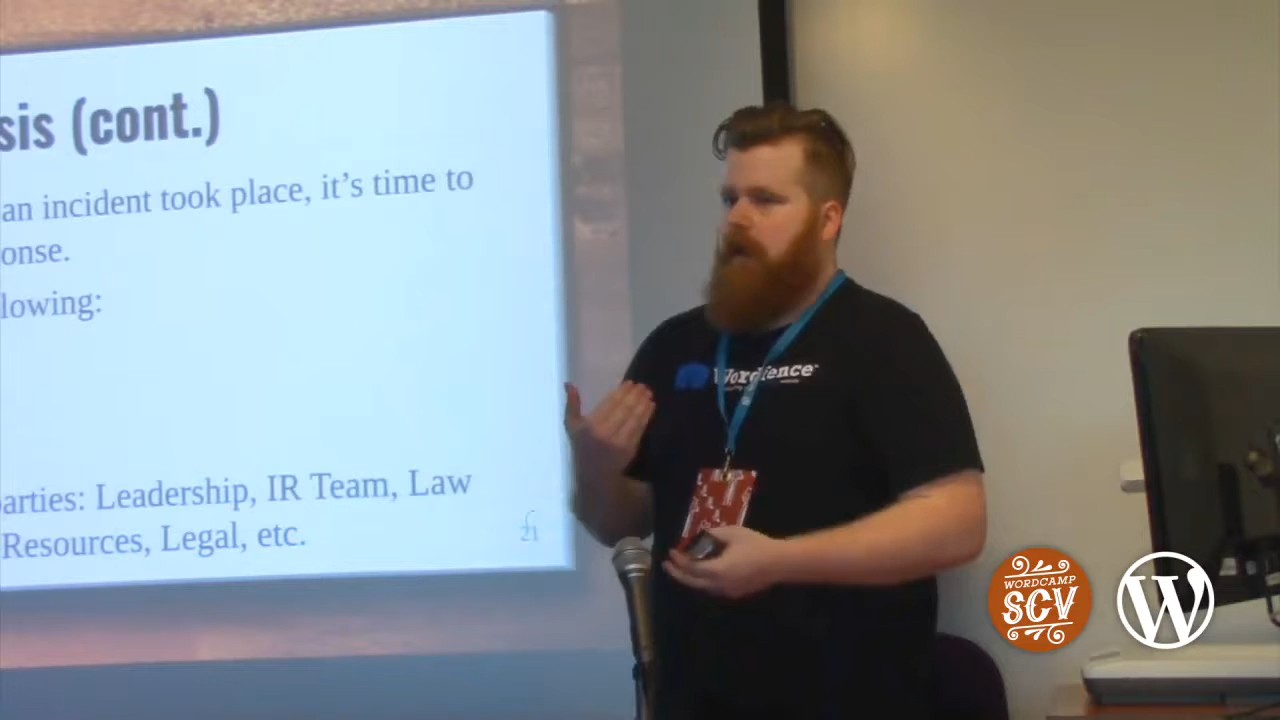 sis (cont.)
an incident took place, it’s time to
onse.
lowing:
arties: Leadership, IR Team, Law
Resources, Legal, etc.
21
Wordfence
WORDCAMP
SCV
W